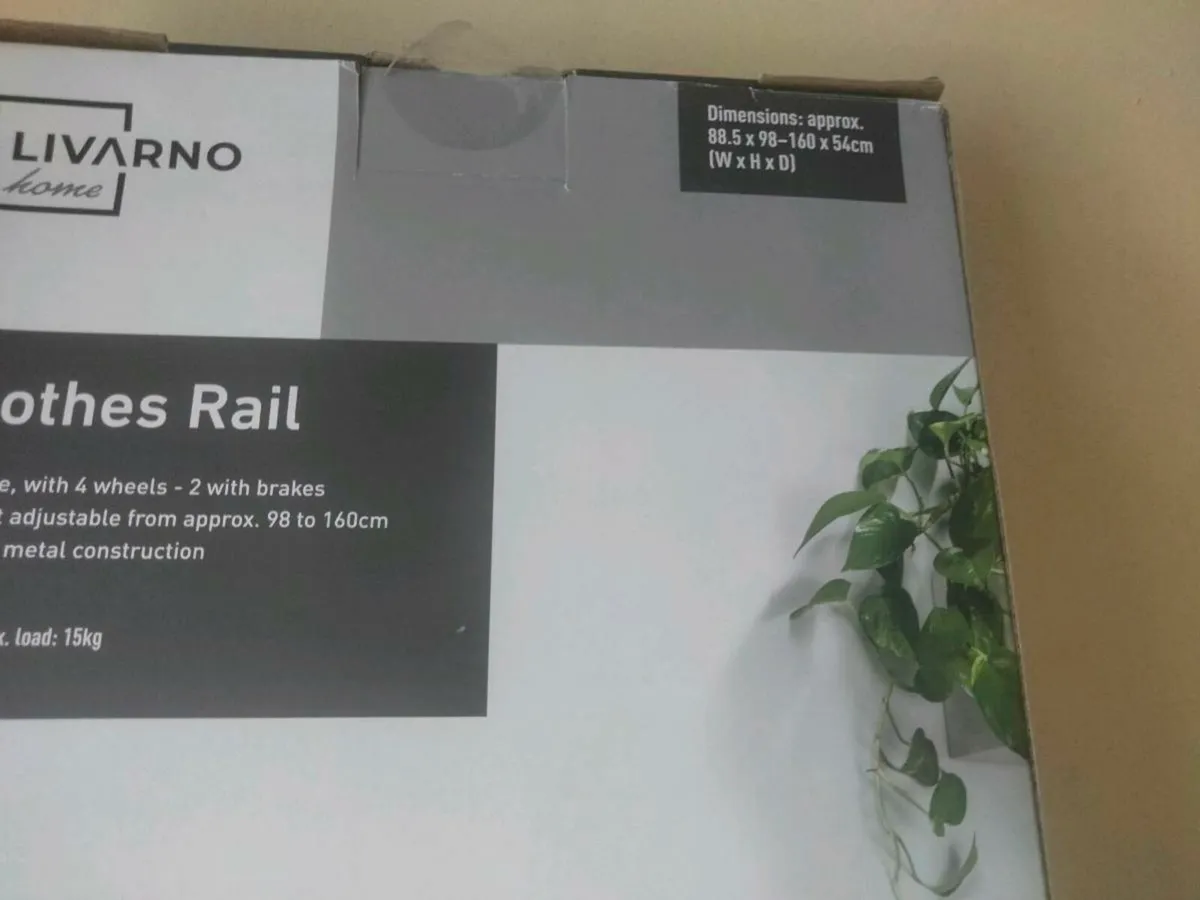 LIVARNO
home
Dimensions: approx.
88.5 x 98–160 x 54cm
(W x H x D)
othes Rail
e, with 4 wheels - 2 with brakes
t adjustable from approx. 98 to 160cm
metal construction
x. load: 15kg